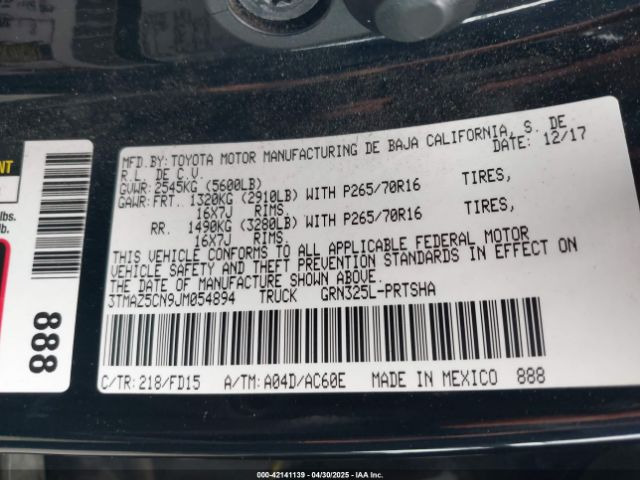 MFD.BY: TOYOTA MOTOR MANUFACTURING DE BAJA CALIFORNIA, S. DE
R.L. DE C.V. DATE: 12/17
GVWR: 2545KG (5600LB)
GAWR: FRT. 1320KG (2910LB) WITH P265/70R16 TIRES,
16X7J RIMS.
RR. 1490KG (3280LB) WITH P265/70R16 TIRES,
16X7J RIMS.
THIS VEHICLE CONFORMS TO ALL APPLICABLE FEDERAL MOTOR
VEHICLE SAFETY AND THEFT PREVENTION STANDARDS IN EFFECT ON
THE DATE OF MANUFACTURE SHOWN ABOVE.
3TMAZ5CN9JM054894 TRUCK GRN325L-PRTSHA
C/TR: 218/FD15 A/TM: A04D/AC60E MADE IN MEXICO 888
888
lbs.
000-42141139 - 04/30/2025 - IAA, Inc.